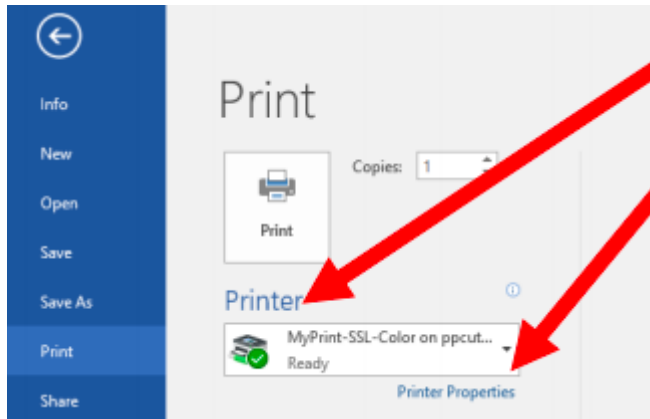 Info
New
Open
Save
Save As
Print
Share
Print
Copies: 1
Print
Printer
MyPrint-SSL-Color on ppcut...
Ready
Printer Properties